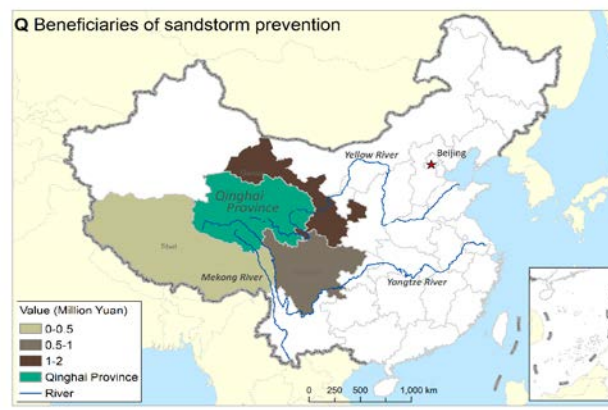 Q Beneficiaries of sandstorm prevention
Yellow River
Beijing
Qinghai
Province
Tibet
Mekong River
Yangtze River
Value (Million Yuan)
0-0.5
0.5-1
1-2
Qinghai Province
River
0 250 500 1,000 km